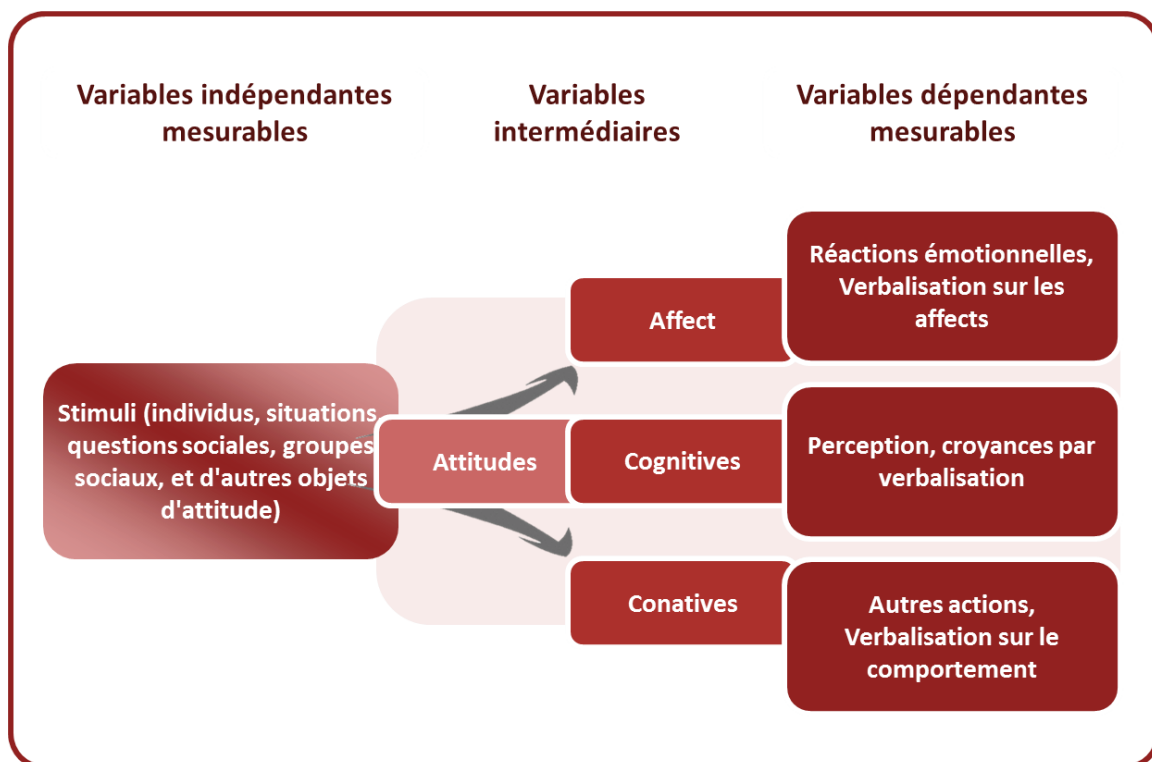 Variables indépendantes
mesurables
Variables
intermédiaires
Variables dépendantes
mesurables
Stimuli (individus, situations
questions sociales, groupes
sociaux, et d'autres objets
d'attitude)
Attitudes
Affect
Cognitives
Conatives
Réactions émotionnelles,
Verbalisation sur les
affects
Perception, croyances par
verbalisation
Autres actions,
Verbalisation sur le
comportement